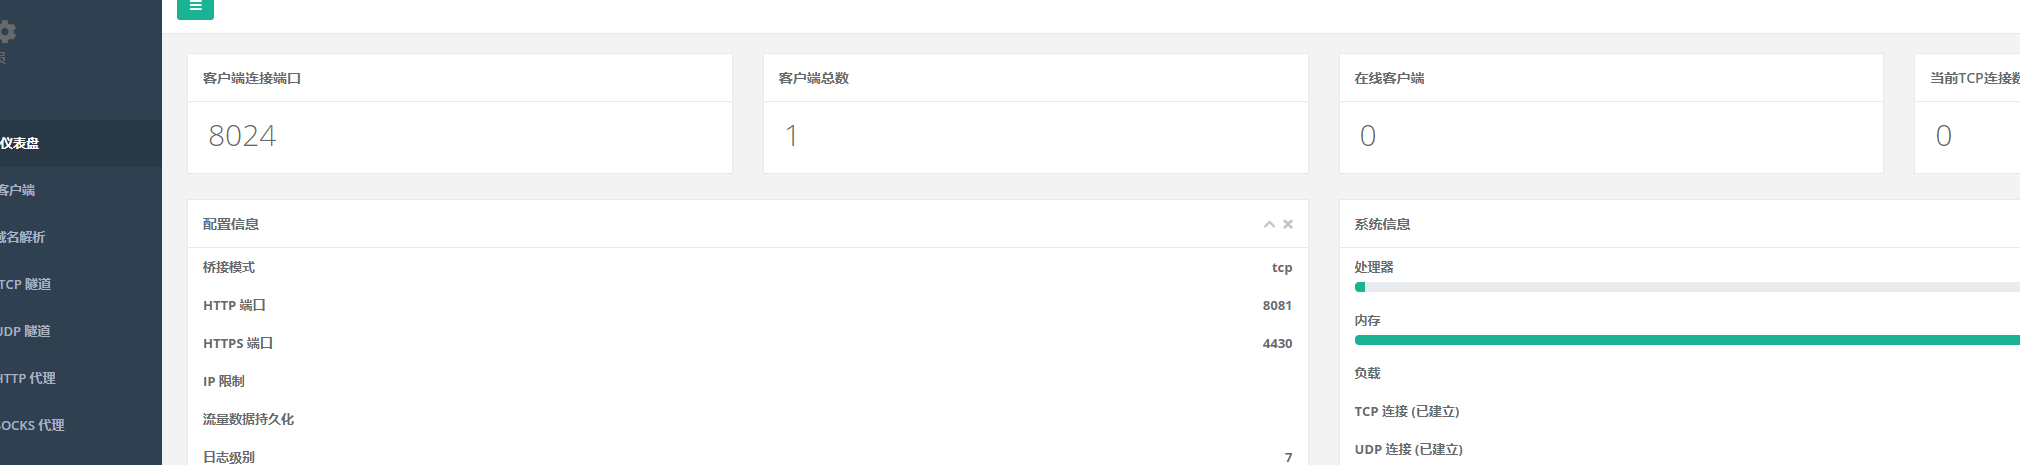 员
仪表盘
客户端
域名解析
TCP 隧道
UDP 隧道
HTTP 代理
SOCKS 代理
客户端连接端口
8024
客户端总数
1
在线客户端
0
当前TCP连接数
0
配置信息
桥接模式 tcp
HTTP 端口 8081
HTTPS 端口 4430
IP 限制
流量数据持久化
日志级别 7
系统信息
处理器
内存
负载
TCP 连接 (已建立)
UDP 连接 (已建立)